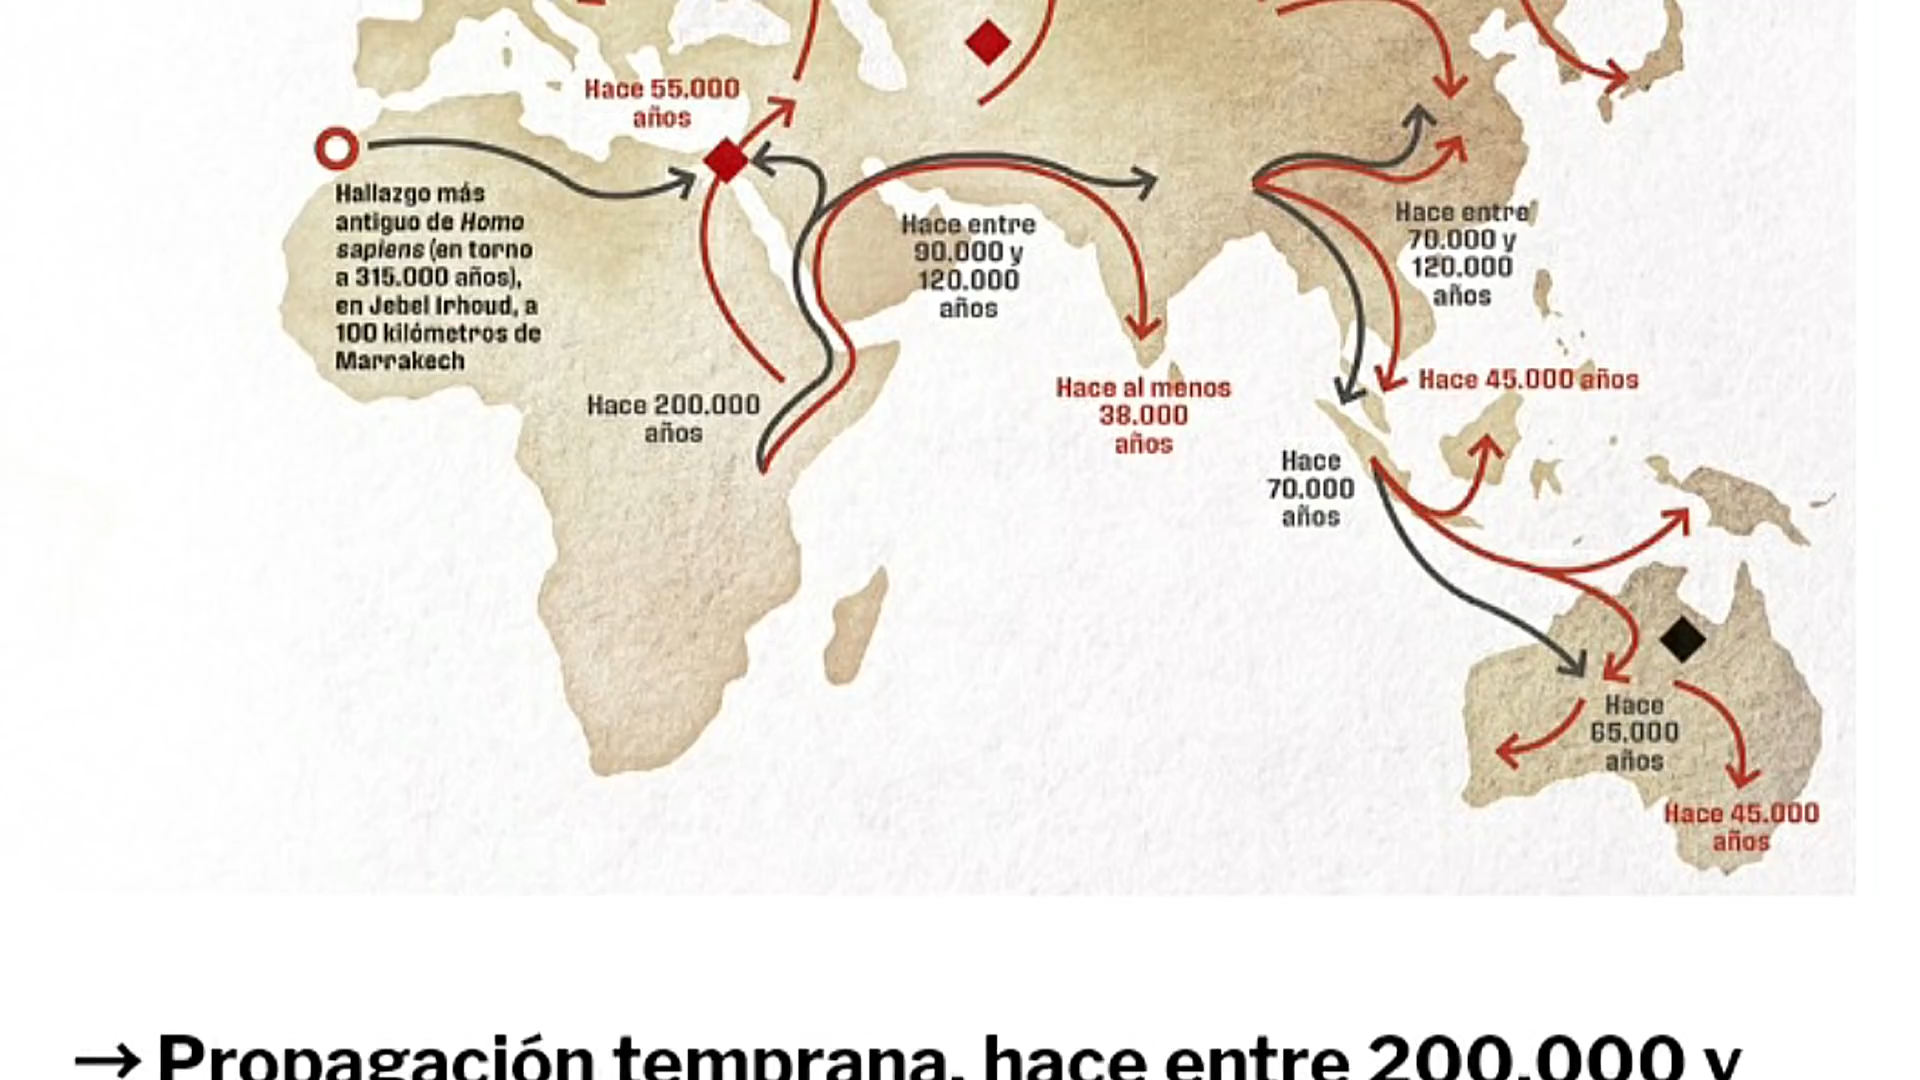 Hace 55.000
años
Hallazgo más
antiguo de Homo
sapiens (en torno
a 315.000 años),
en Jebel Irhoud, a
100 kilómetros de
Marrakech
Hace entre
90.000 y
120.000
años
Hace entre
70.000 y
120.000
años
Hace 200.000
años
Hace al menos
38.000
años
Hace 45.000 años
Hace
70.000
años
Hace
65.000
años
Hace 45.000
años
→ Propagación temprana, hace entre 200.000 y